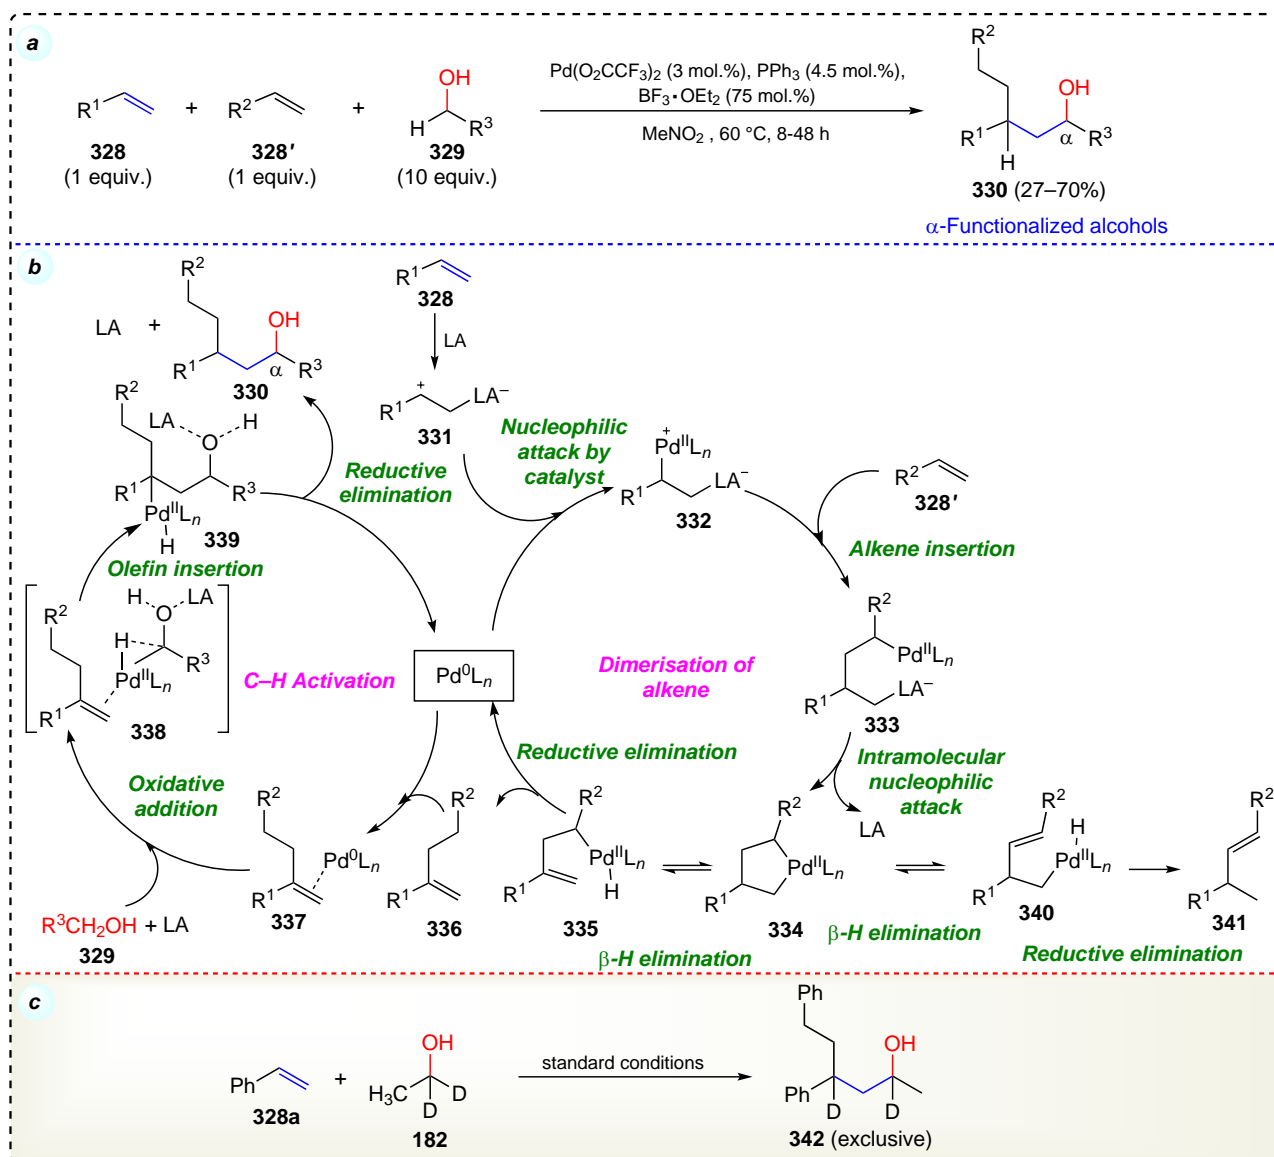 a
R1 + R2 + OH H R3
328 328′ 329
(1 equiv.) (1 equiv.) (10 equiv.)
Pd(O2CCF3)2 (3 mol.%), PPh3 (4.5 mol.%),
BF3·OEt2 (75 mol.%)
MeNO2 , 60 °C, 8-48 h
R2
OH
R1 α R3
H
330 (27–70%)
α-Functionalized alcohols
b
LA + R2 OH
R1 α R3
330
R1
328
LA
+
R1 LA–
331
Nucleophilic
attack by
catalyst
+
PdIILn
R1 LA–
332
R2
328′
Alkene insertion
R2
PdIILn
LA–
R1
333
Intramolecular
nucleophilic
attack
LA
R2
PdIILn
R1
334
β-H elimination
R2
H
PdIILn
R1
340
Reductive elimination
R2
R1
341
β-H elimination
R2
PdIILn
R1 H
335
Reductive elimination
R2
R1
336
R2
Pd0Ln
R1
337
Pd0Ln
Dimerisation of
alkene
C–H Activation
Oxidative
addition
R3CH2OH + LA
329
R2
H O LA
H
R3
PdIILn
R1
338
Olefin insertion
R2
LA H
O
R1 R3
PdIILn
H
339
Reductive
elimination
c
Ph + OH
H3C D
D
328a 182
standard conditions
Ph
OH
Ph
D D
342 (exclusive)